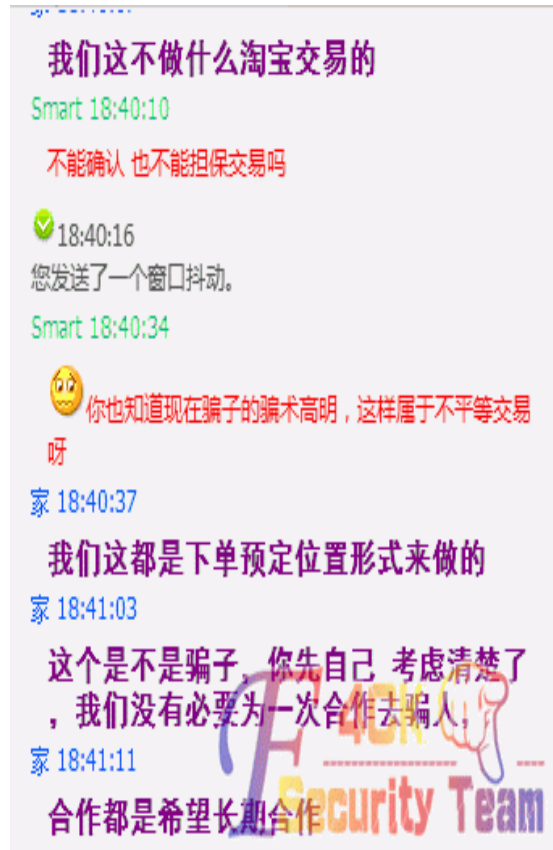 我们这不做什么淘宝交易的
Smart 18:40:10
不能确认 也不能担保交易吗
18:40:16
您发送了一个窗口抖动。
Smart 18:40:34
你也知道现在骗子的骗术高明，这样属于不平等交易
呀
家 18:40:37
我们这都是下单预定位置形式来做的
家 18:41:03
这个是不是骗子，你先自己 考虑清楚了
，我们没有必要为一次合作去骗人，
家 18:41:11
合作都是希望长期合作
F4CK
Security Team